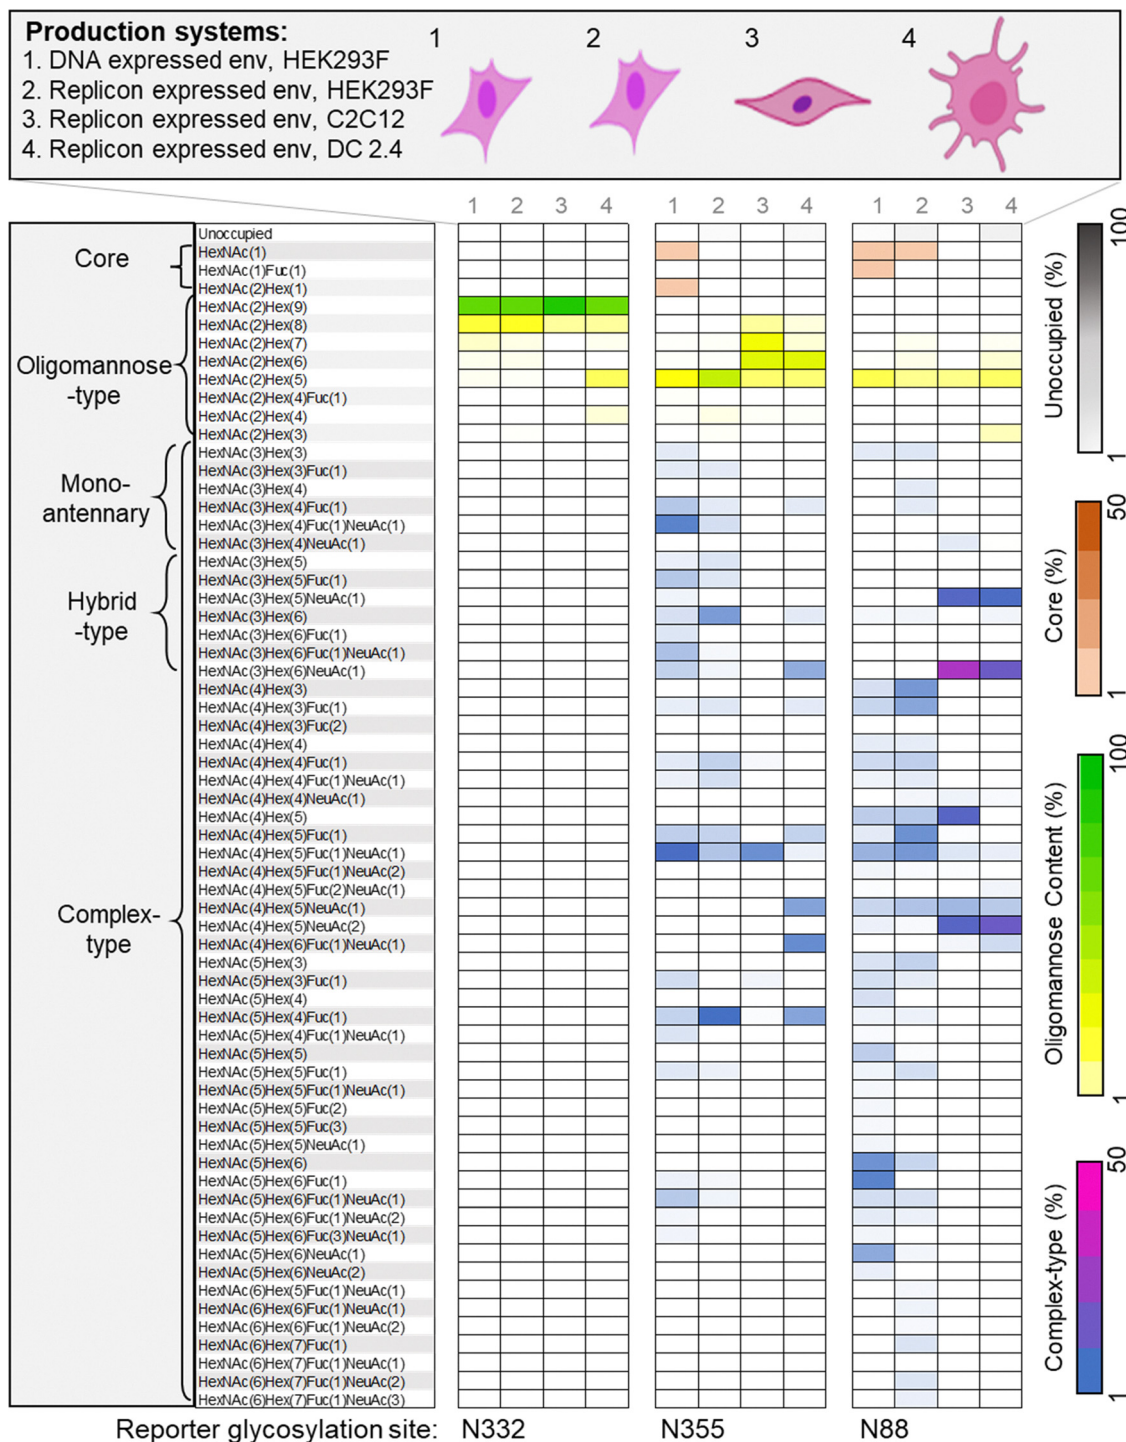 Production systems:
1. DNA expressed env, HEK293F
2. Replicon expressed env, HEK293F
3. Replicon expressed env, C2C12
4. Replicon expressed env, DC 2.4
1 2 3 4
1 2 3 4 1 2 3 4 1 2 3 4
Unoccupied
Core
HexNAc(1)
HexNAc(1)Fuc(1)
HexNAc(2)Hex(1)
Oligomannose
-type
HexNAc(2)Hex(9)
HexNAc(2)Hex(8)
HexNAc(2)Hex(7)
HexNAc(2)Hex(6)
HexNAc(2)Hex(5)
HexNAc(2)Hex(4)Fuc(1)
HexNAc(2)Hex(4)
HexNAc(2)Hex(3)
Mono-
antennary
HexNAc(3)Hex(3)
HexNAc(3)Hex(3)Fuc(1)
HexNAc(3)Hex(4)
HexNAc(3)Hex(4)Fuc(1)
HexNAc(3)Hex(4)Fuc(1)NeuAc(1)
HexNAc(3)Hex(4)NeuAc(1)
Hybrid
-type
HexNAc(3)Hex(5)
HexNAc(3)Hex(5)Fuc(1)
HexNAc(3)Hex(5)NeuAc(1)
HexNAc(3)Hex(6)
HexNAc(3)Hex(6)Fuc(1)
HexNAc(3)Hex(6)Fuc(1)NeuAc(1)
HexNAc(3)Hex(6)NeuAc(1)
Complex-
type
HexNAc(4)Hex(3)
HexNAc(4)Hex(3)Fuc(1)
HexNAc(4)Hex(3)Fuc(2)
HexNAc(4)Hex(4)
HexNAc(4)Hex(4)Fuc(1)
HexNAc(4)Hex(4)Fuc(1)NeuAc(1)
HexNAc(4)Hex(4)NeuAc(1)
HexNAc(4)Hex(5)
HexNAc(4)Hex(5)Fuc(1)
HexNAc(4)Hex(5)Fuc(1)NeuAc(1)
HexNAc(4)Hex(5)Fuc(1)NeuAc(2)
HexNAc(4)Hex(5)Fuc(2)NeuAc(1)
HexNAc(4)Hex(5)NeuAc(1)
HexNAc(4)Hex(5)NeuAc(2)
HexNAc(4)Hex(6)Fuc(1)NeuAc(1)
HexNAc(5)Hex(3)
HexNAc(5)Hex(3)Fuc(1)
HexNAc(5)Hex(4)
HexNAc(5)Hex(4)Fuc(1)
HexNAc(5)Hex(4)Fuc(1)NeuAc(1)
HexNAc(5)Hex(5)
HexNAc(5)Hex(5)Fuc(1)
HexNAc(5)Hex(5)Fuc(1)NeuAc(1)
HexNAc(5)Hex(5)Fuc(2)
HexNAc(5)Hex(5)Fuc(3)
HexNAc(5)Hex(5)NeuAc(1)
HexNAc(5)Hex(6)
HexNAc(5)Hex(6)Fuc(1)
HexNAc(5)Hex(6)Fuc(1)NeuAc(1)
HexNAc(5)Hex(6)Fuc(1)NeuAc(2)
HexNAc(5)Hex(6)Fuc(3)NeuAc(1)
HexNAc(5)Hex(6)NeuAc(1)
HexNAc(5)Hex(6)NeuAc(2)
HexNAc(6)Hex(5)Fuc(1)NeuAc(1)
HexNAc(6)Hex(6)Fuc(1)NeuAc(1)
HexNAc(6)Hex(6)Fuc(1)NeuAc(2)
HexNAc(6)Hex(7)Fuc(1)
HexNAc(6)Hex(7)Fuc(1)NeuAc(1)
HexNAc(6)Hex(7)Fuc(1)NeuAc(2)
HexNAc(6)Hex(7)Fuc(1)NeuAc(3)
Reporter glycosylation site: N332 N355 N88
Unoccupied (%)
100
1
Core (%)
50
1
Oligomannose Content (%)
100
1
Complex-type (%)
50
1